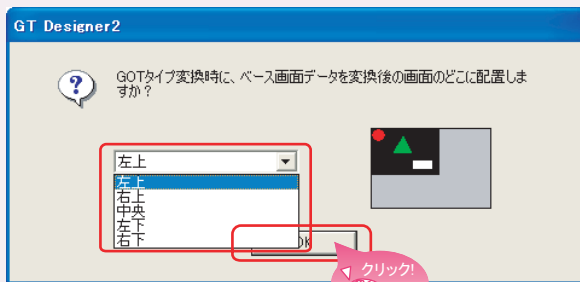 GT Designer2
GOTタイプ変換時に、ベース画面データを変換後の画面のどこに配置しま
すか？
左上
左上
右上
中央
左下
右下
OK
クリック!